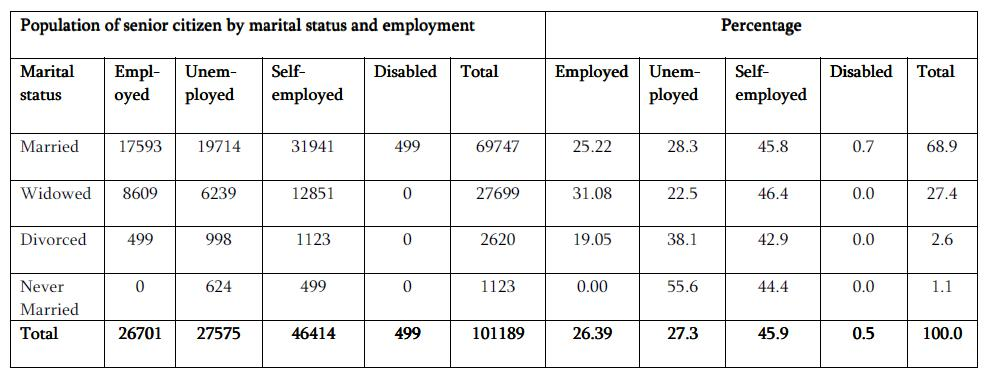 Population of senior citizen by marital status and employment Percentage
Marital status Empl-oyed Unem-ployed Self-employed Disabled Total Employed Unem-ployed Self-employed Disabled Total
Married 17593 19714 31941 499 69747 25.22 28.3 45.8 0.7 68.9
Widowed 8609 6239 12851 0 27699 31.08 22.5 46.4 0.0 27.4
Divorced 499 998 1123 0 2620 19.05 38.1 42.9 0.0 2.6
Never Married 0 624 499 0 1123 0.00 55.6 44.4 0.0 1.1
Total 26701 27575 46414 499 101189 26.39 27.3 45.9 0.5 100.0